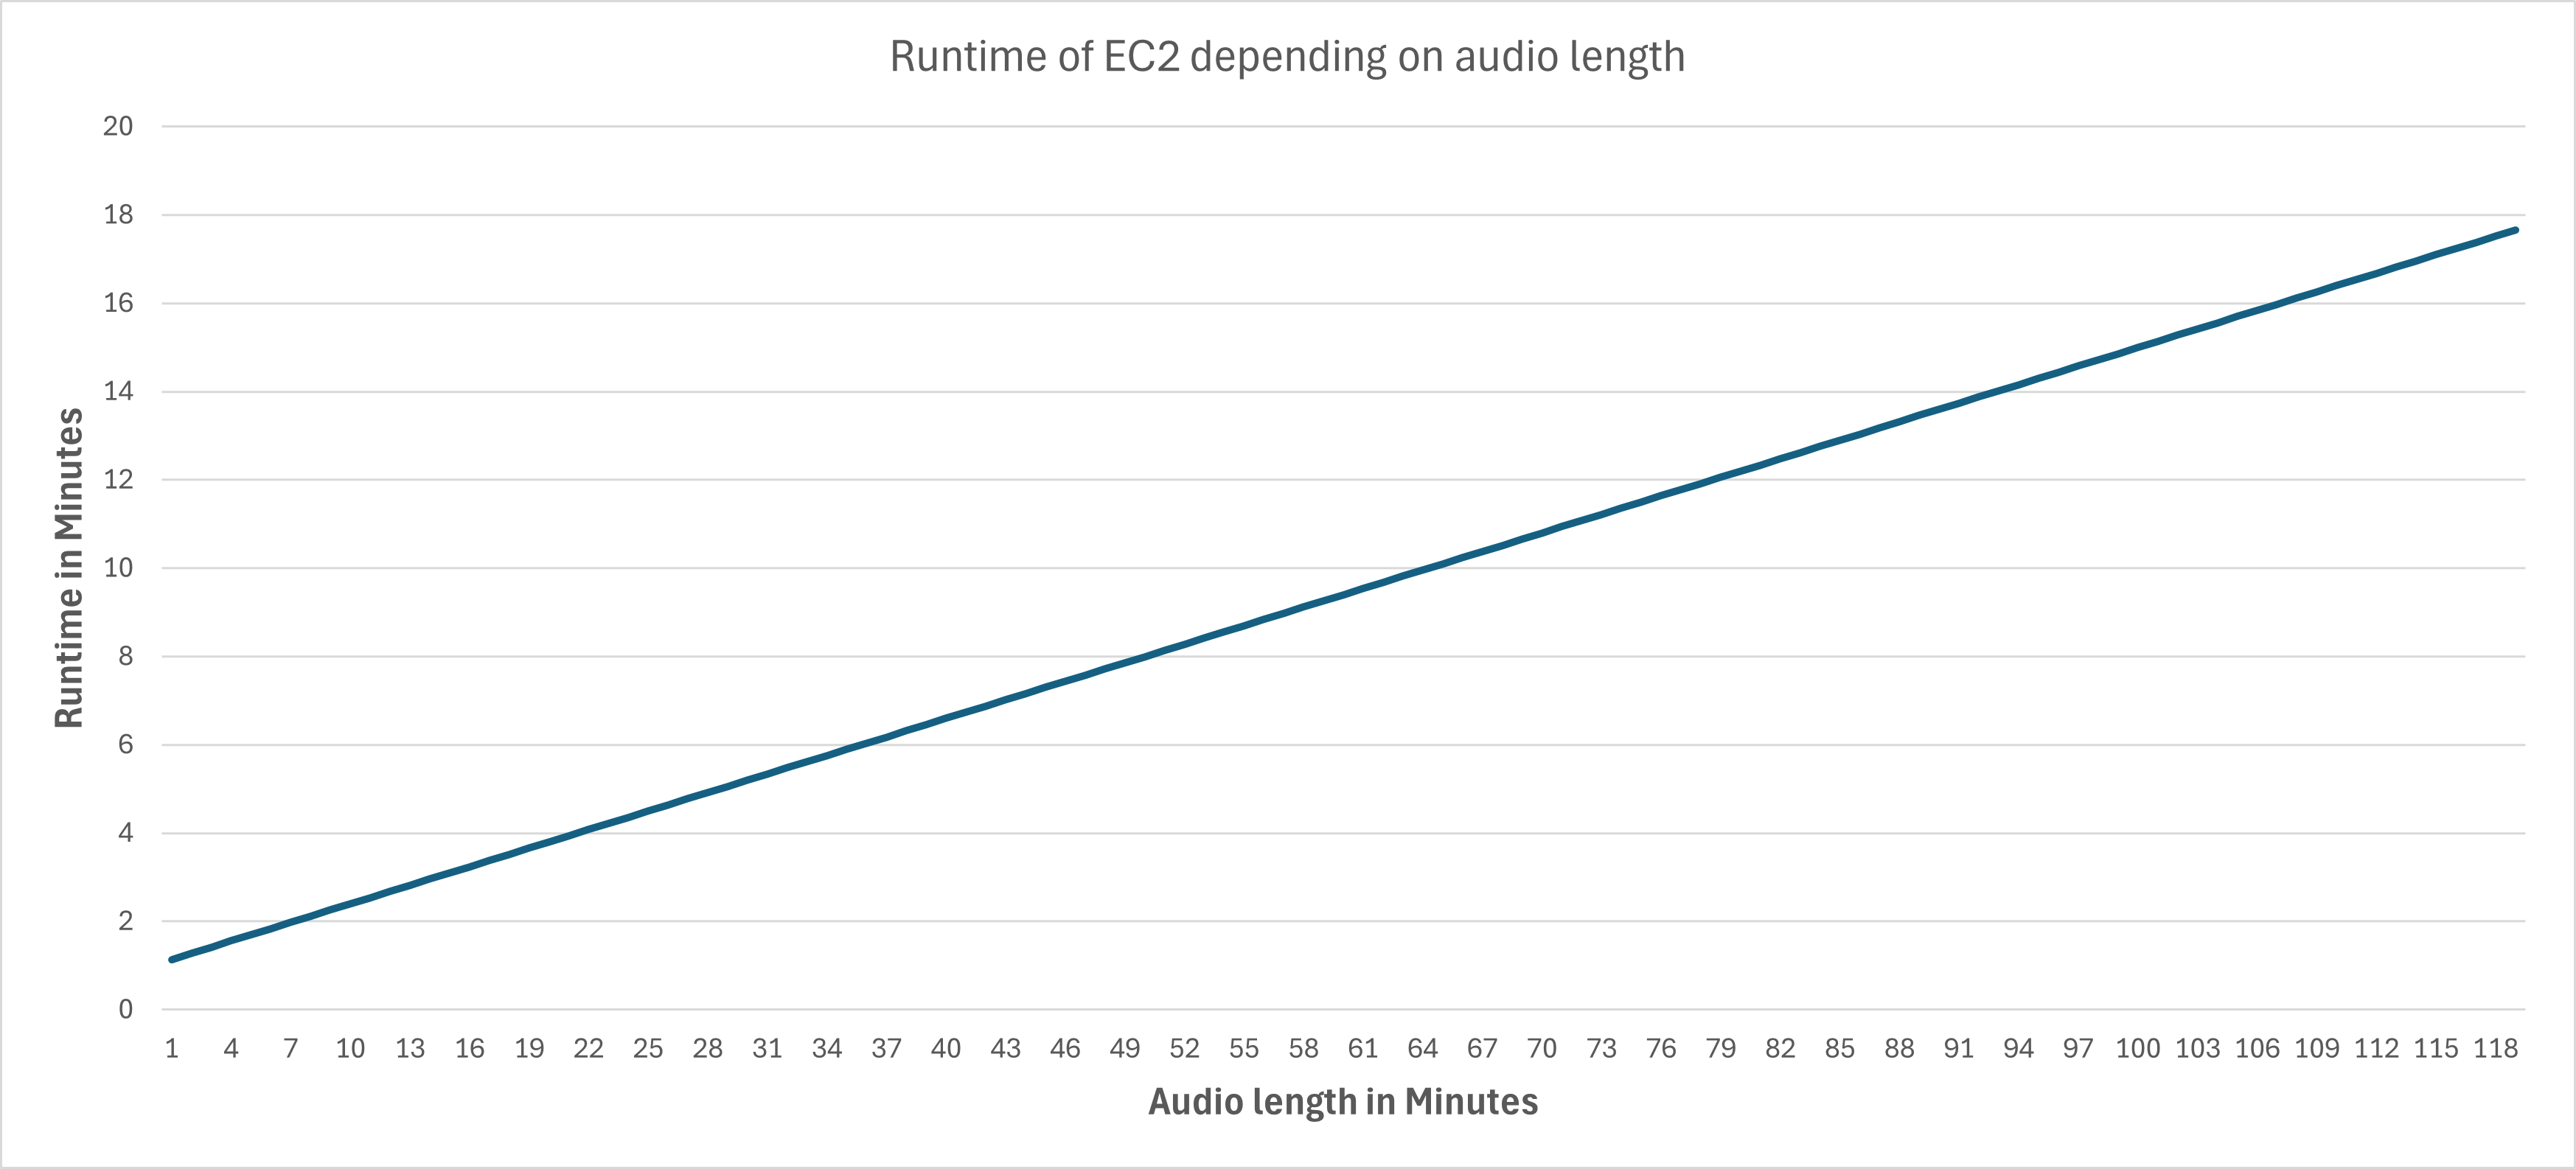 Runtime of EC2 depending on audio length
20
18
16
14
12
10
8
6
4
2
0
Runtime in Minutes
1 4 7 10 13 16 19 22 25 28 31 34 37 40 43 46 49 52 55 58 61 64 67 70 73 76 79 82 85 88 91 94 97 100 103 106 109 112 115 118
Audio length in Minutes